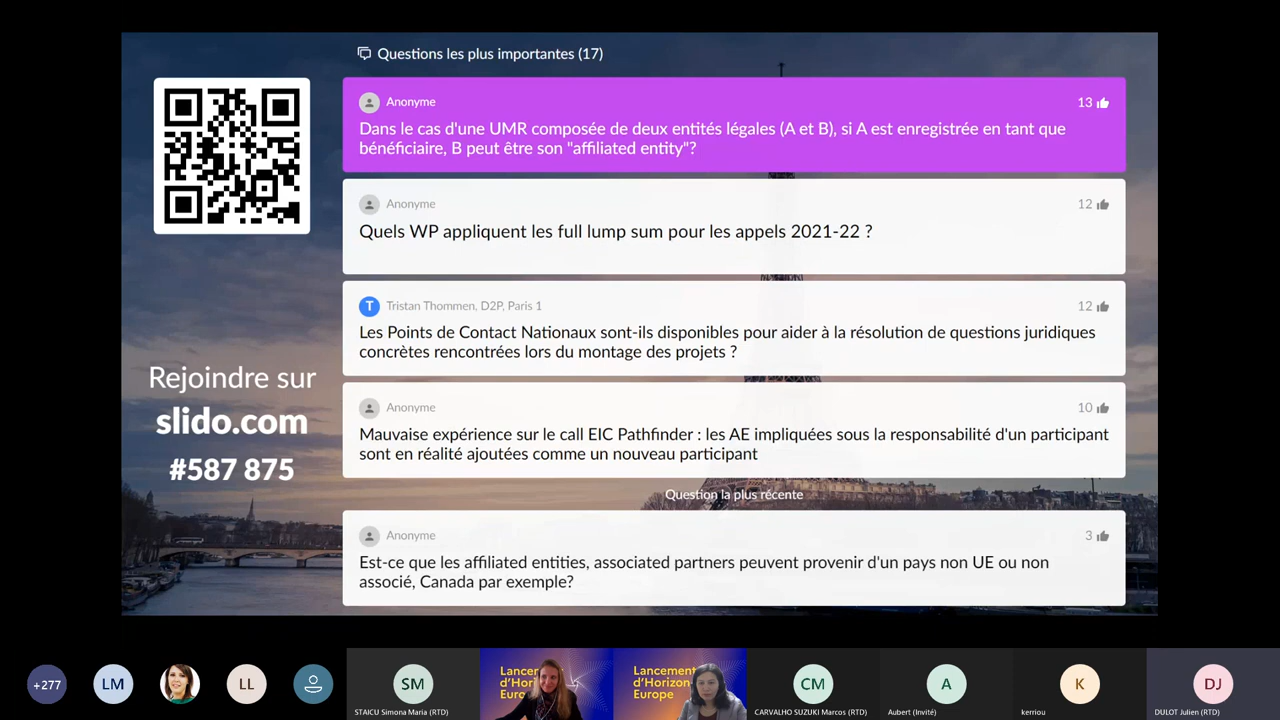 Questions les plus importantes (17)
Anonyme
13
Dans le cas d'une UMR composée de deux entités légales (A et B), si A est enregistrée en tant que
bénéficiaire, B peut être son "affiliated entity"?
Anonyme
12
Quels WP appliquent les full lump sum pour les appels 2021-22 ?
T
Tristan Thommen, D2P, Paris 1
12
Les Points de Contact Nationaux sont-ils disponibles pour aider à la résolution de questions juridiques
concrètes rencontrées lors du montage des projets ?
Anonyme
10
Mauvaise expérience sur le call EIC Pathfinder : les AE impliquées sous la responsabilité d'un participant
sont en réalité ajoutées comme un nouveau participant
Question la plus récente
Anonyme
3
Est-ce que les affiliated entities, associated partners peuvent provenir d'un pays non UE ou non
associé, Canada par exemple?
Rejoindre sur
slido.com
#587 875
+277
LM
LL
SM
STAICU Simona Maria (RTD)
Lancement
d'Horizon
Europe
CM
CARVALHO SUZUKI Marcos (RTD)
A
Aubert (Invité)
K
kerriou
DJ
DULOT Julien (RTD)